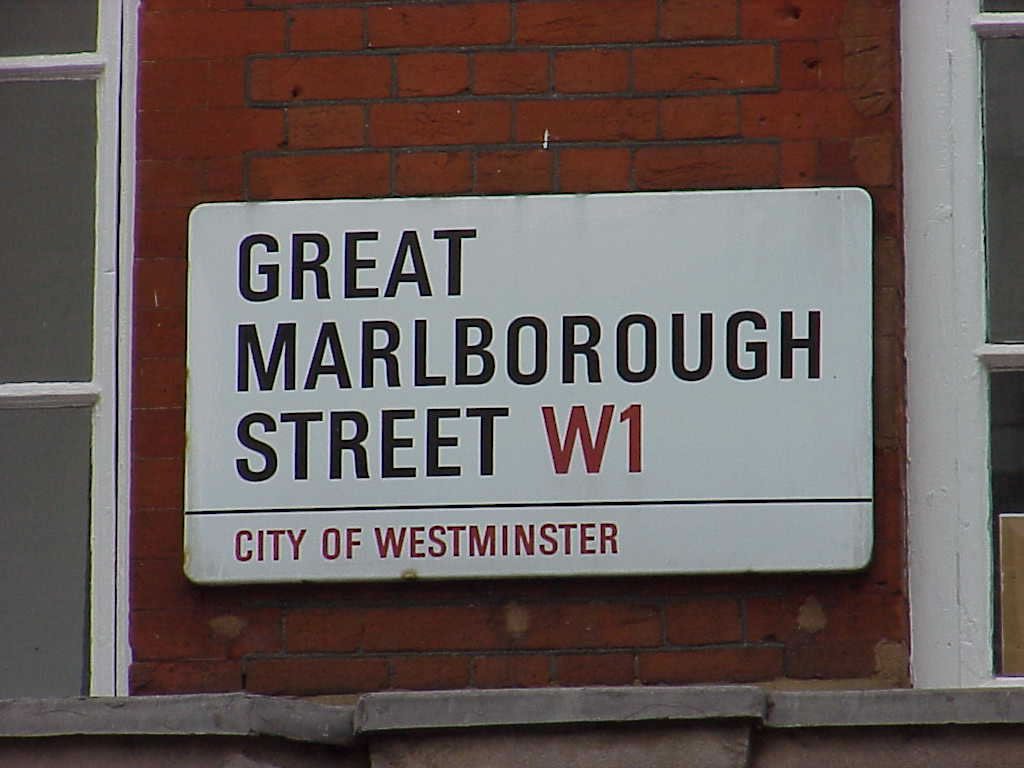 GREAT
MARLBOROUGH
STREET W1
CITY OF WESTMINSTER